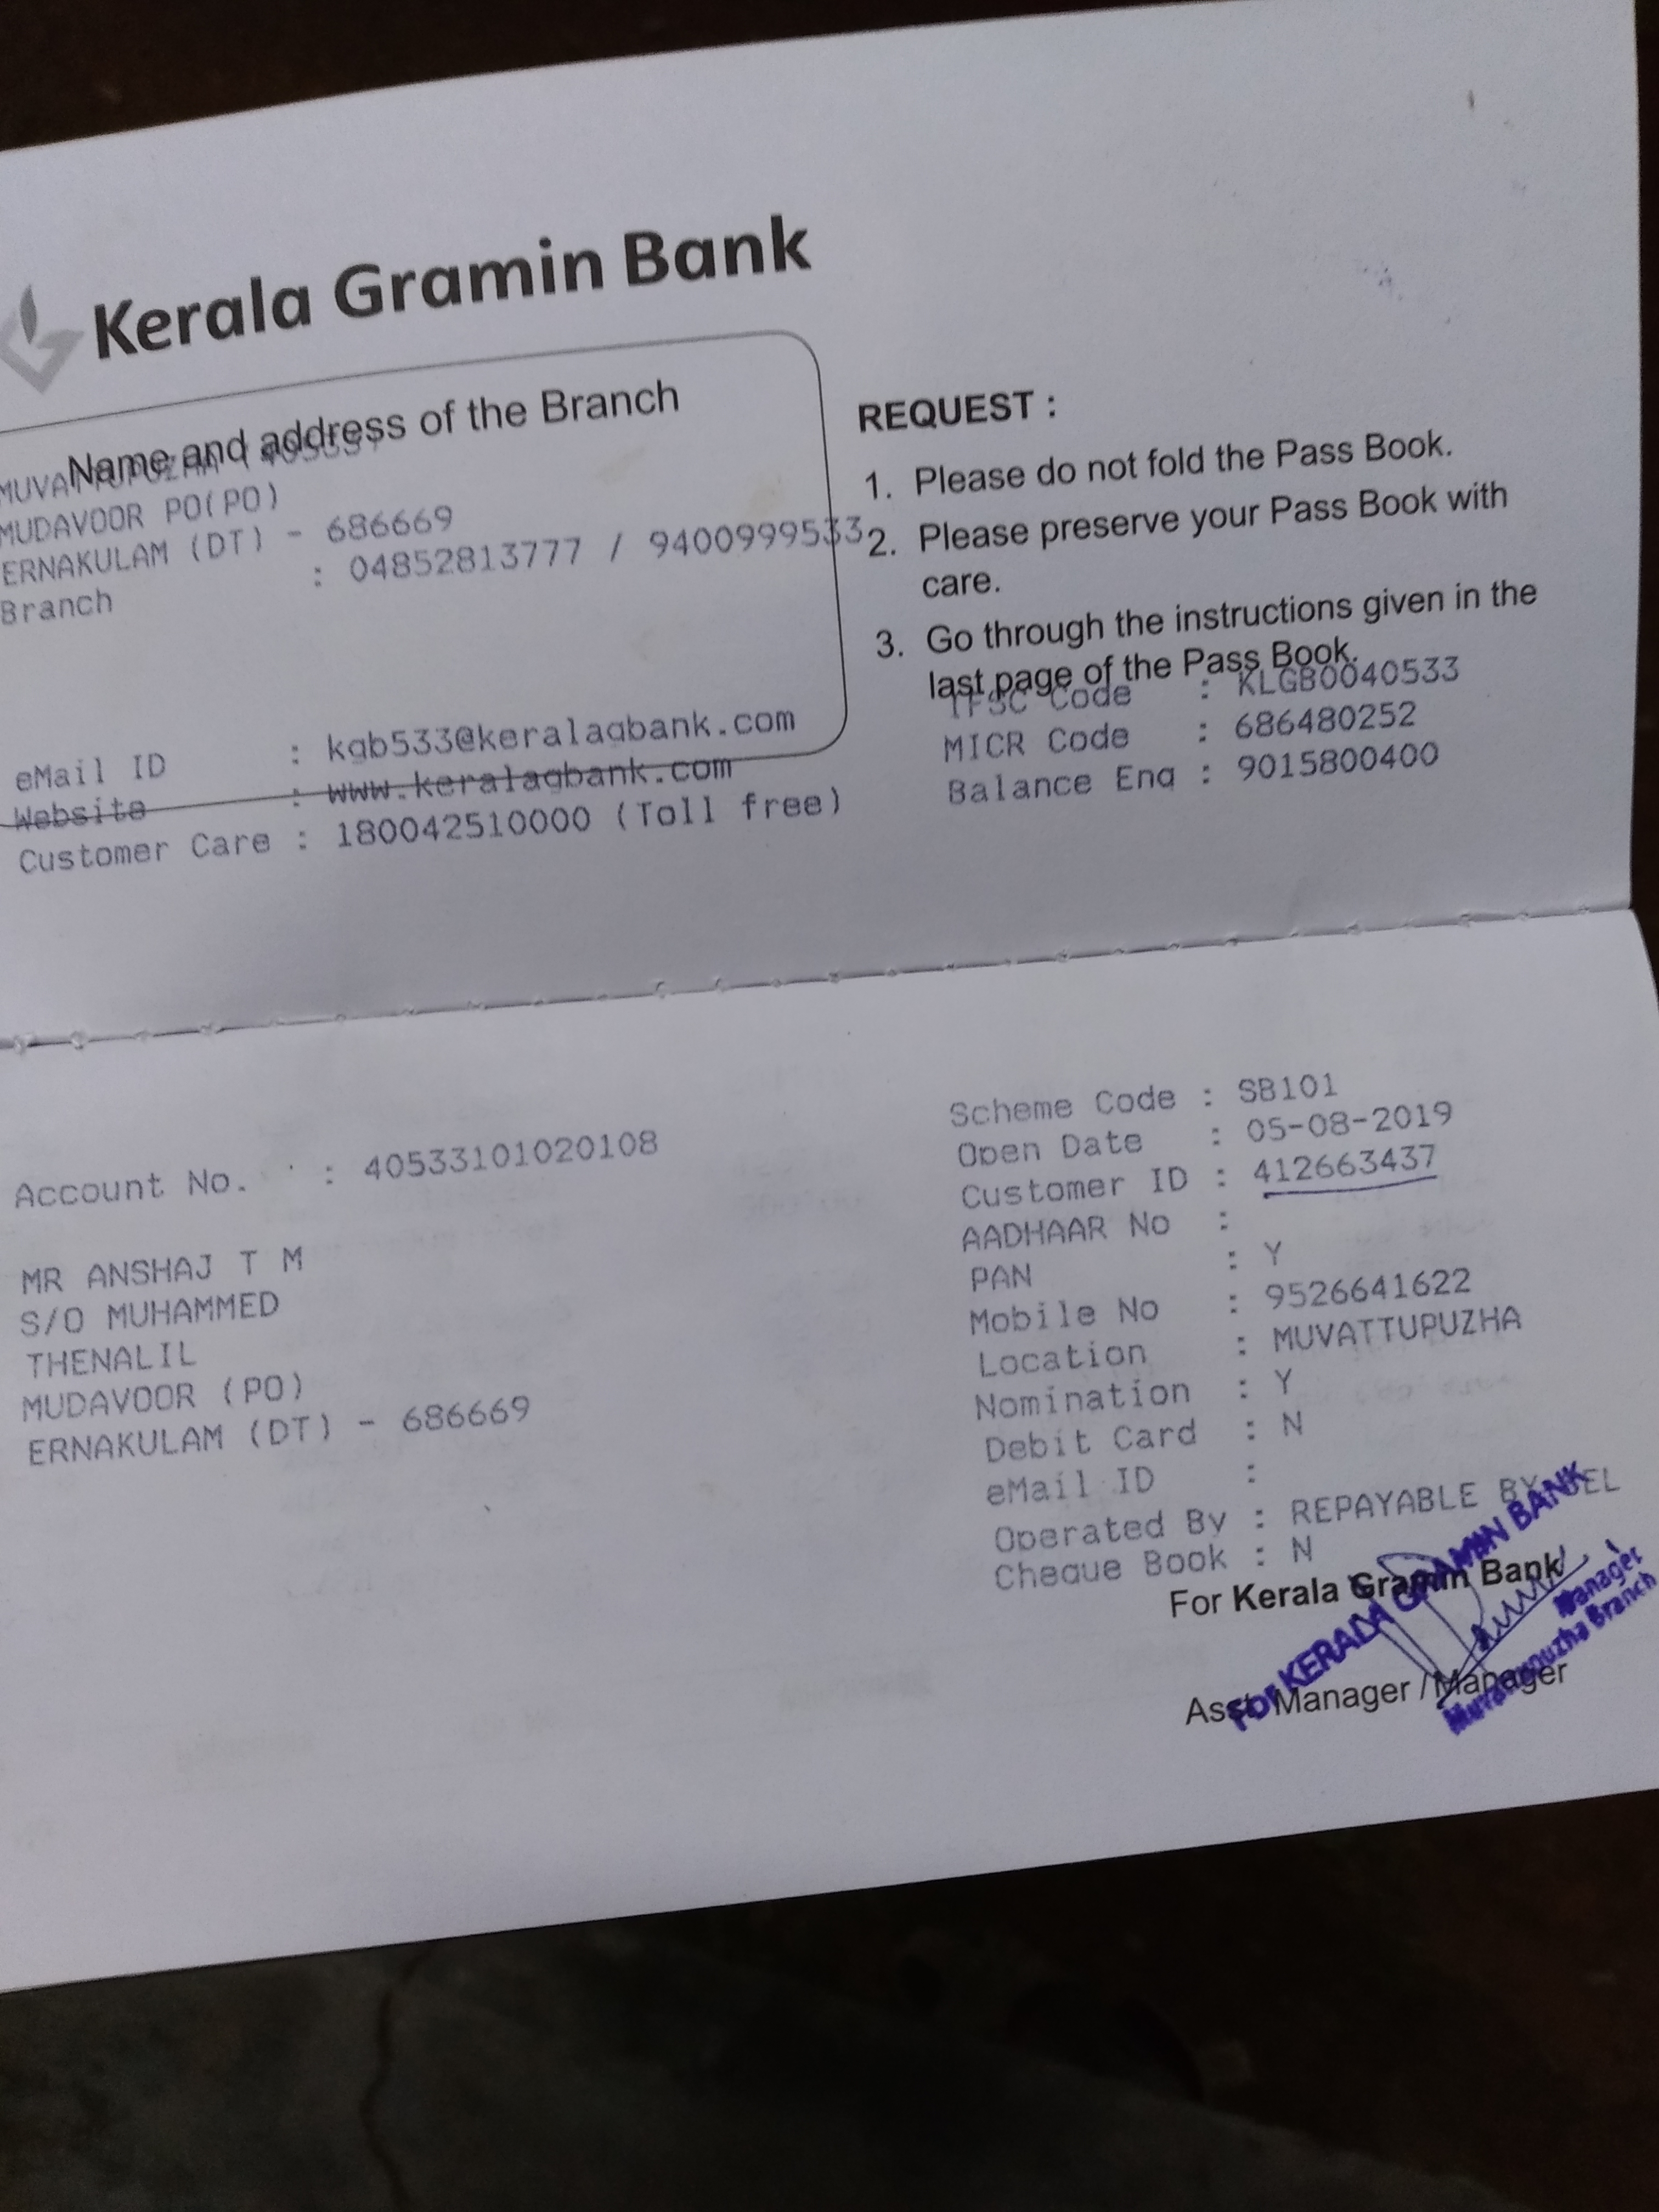 Kerala Gramin Bank
Name and address of the Branch
MUDAVOOR PO(PO)
ERNAKULAM (DT) - 686669
Branch : 04852813777 / 9400999533
eMail ID : kgb533@keralagbank.com
Website : www.keralagbank.com
Customer Care : 180042510000 (Toll free)
REQUEST :
1. Please do not fold the Pass Book.
2. Please preserve your Pass Book with
care.
3. Go through the instructions given in the
last page of the Pass Book.
IFSC Code : KLGB0040533
MICR Code : 686480252
Balance Enq : 9015800400
Account No. : 40533101020108
MR ANSHAJ T M
S/O MUHAMMED
THENALIL
MUDAVOOR (PO)
ERNAKULAM (DT) - 686669
Scheme Code : SB101
Open Date : 05-08-2019
Customer ID : 412663437
AADHAAR No :
PAN : Y
Mobile No : 9526641622
Location : MUVATTUPUZHA
Nomination : Y
Debit Card : N
eMail ID :
Operated By : REPAYABLE BY SEL
Cheque Book : N
For Kerala Gramin Bank
Asst. Manager / Manager
For KERALA GRAMIN BANK
Manager
Muvattupuzha Branch